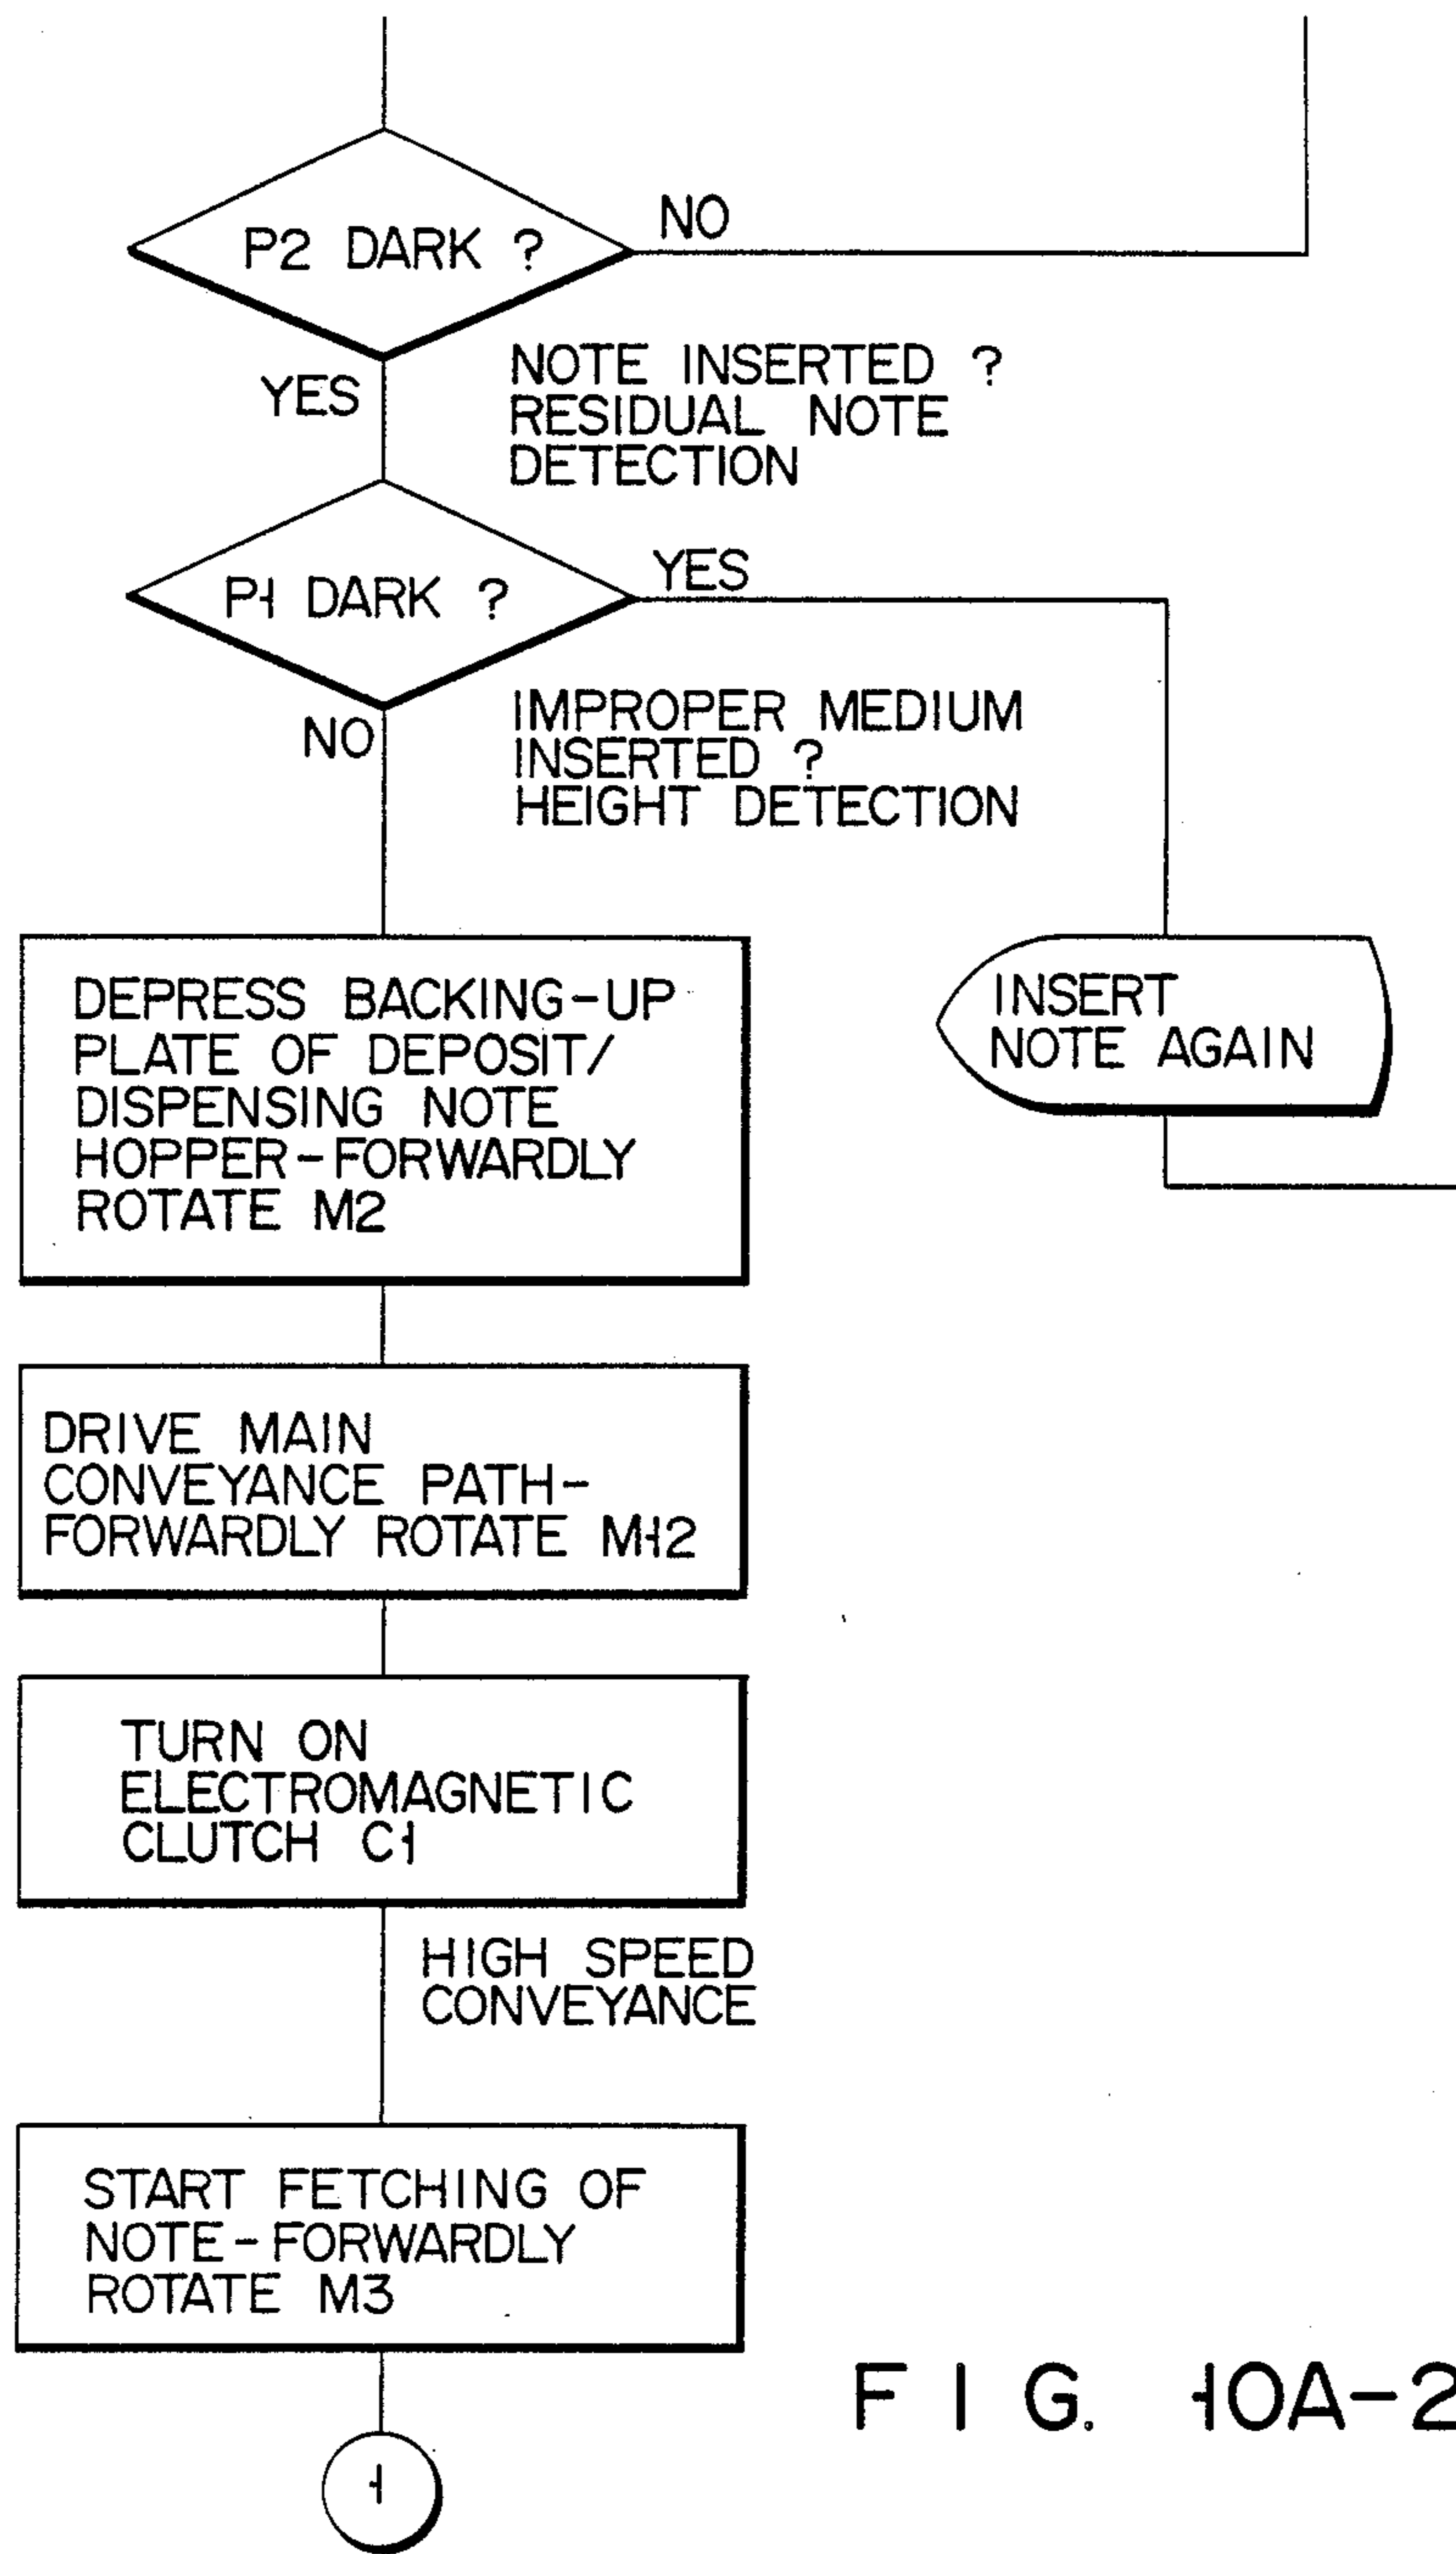 P2 DARK ?
NO
YES
NOTE INSERTED ?
RESIDUAL NOTE
DETECTION
P1 DARK ?
YES
NO
IMPROPER MEDIUM
INSERTED ?
HEIGHT DETECTION
DEPRESS BACKING-UP
PLATE OF DEPOSIT/
DISPENSING NOTE
HOPPER-FORWARDLY
ROTATE M2
INSERT
NOTE AGAIN
DRIVE MAIN
CONVEYANCE PATH-
FORWARDLY ROTATE M12
TURN ON
ELECTROMAGNETIC
CLUTCH C1
HIGH SPEED
CONVEYANCE
START FETCHING OF
NOTE-FORWARDLY
ROTATE M3
1
FIG. 10A-2